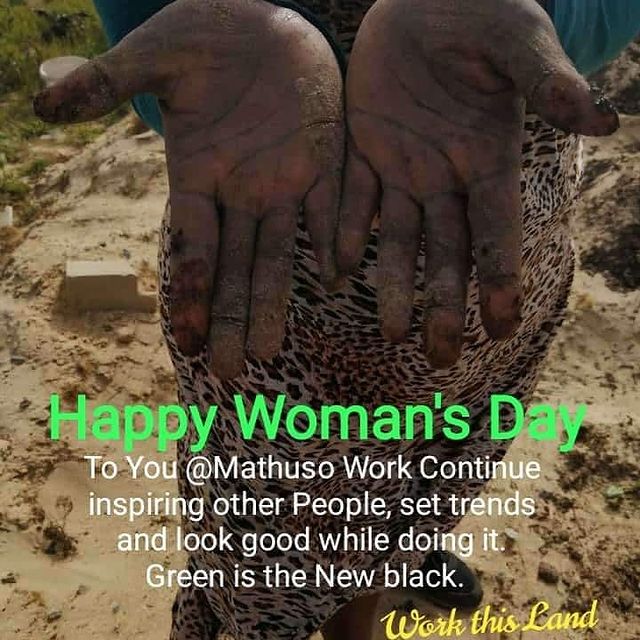 Happy Woman's Day
To You @Mathuso Work Continue
inspiring other People, set trends
and look good while doing it.
Green is the New black.
Work this Land